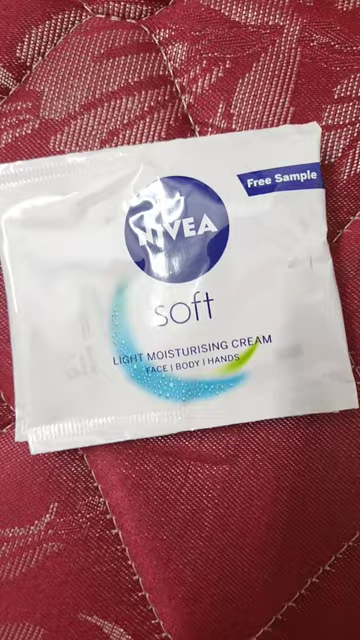 Free Sample
NIVEA
soft
LIGHT MOISTURISING CREAM
FACE | BODY | HANDS